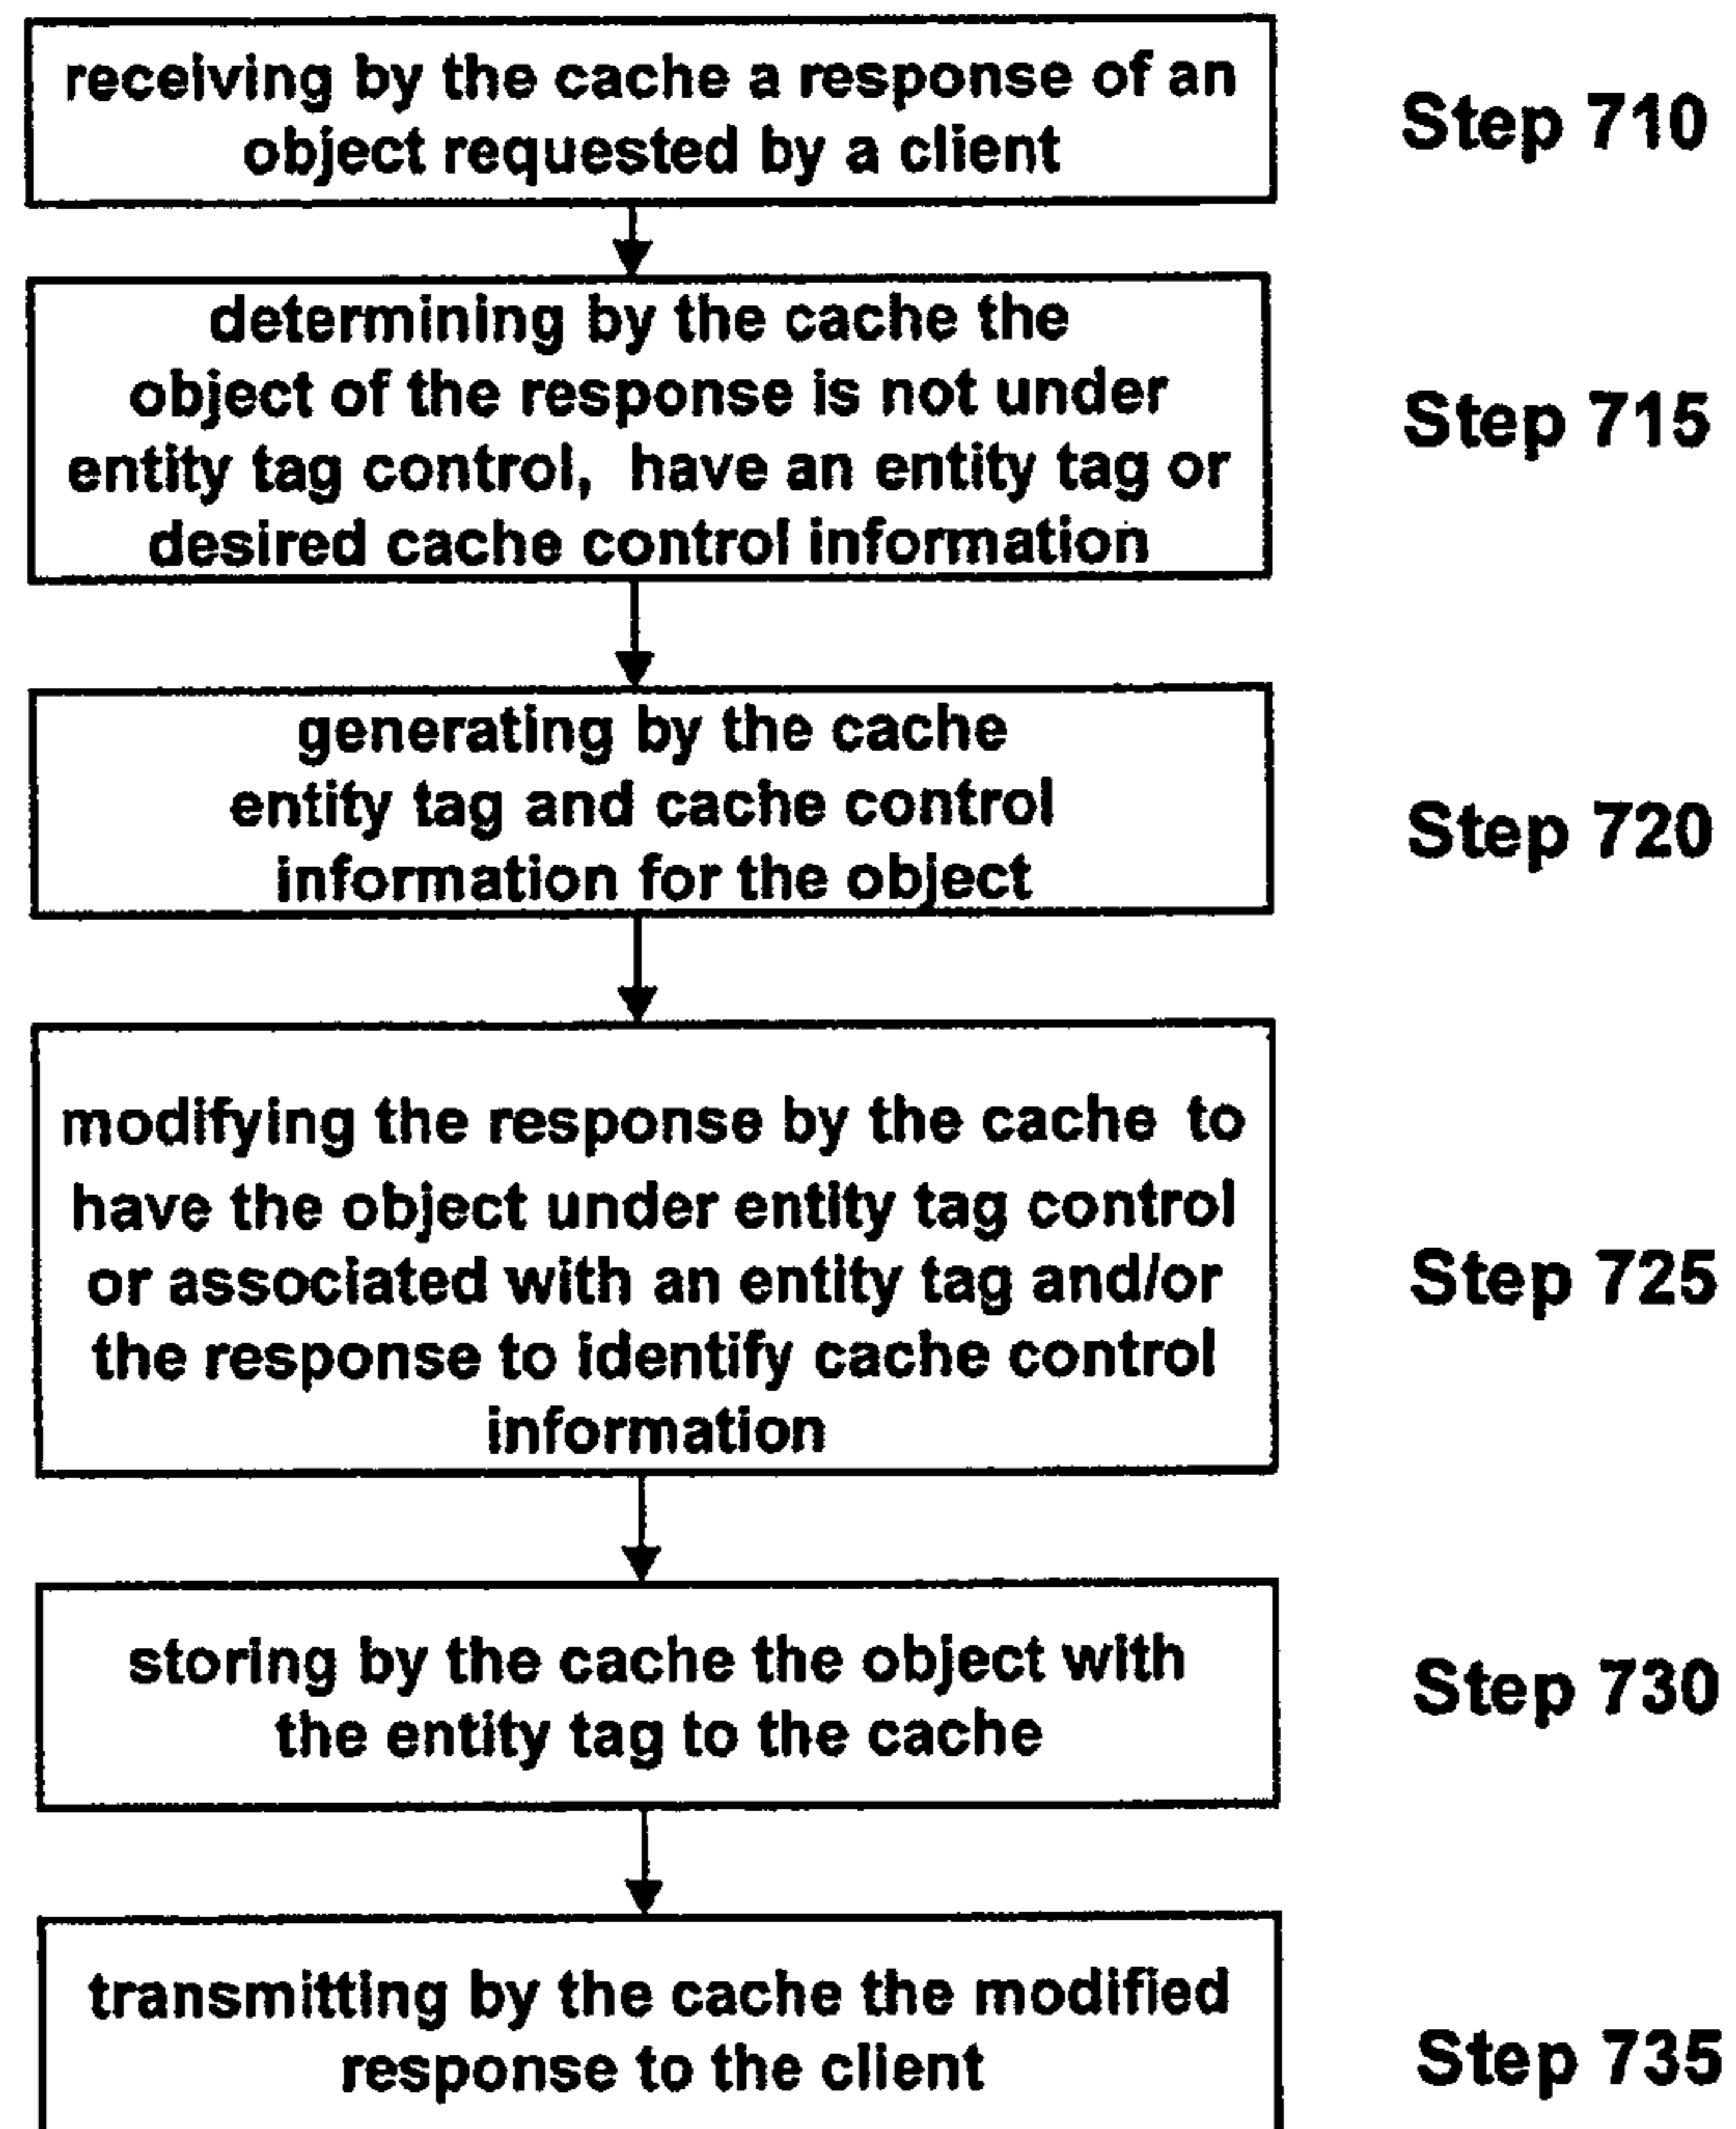 receiving by the cache a response of an
object requested by a client
Step 710
determining by the cache the
object of the response is not under
entity tag control, have an entity tag or
desired cache control information
Step 715
generating by the cache
entity tag and cache control
information for the object
Step 720
modifying the response by the cache to
have the object under entity tag control
or associated with an entity tag and/or
the response to identify cache control
information
Step 725
storing by the cache the object with
the entity tag to the cache
Step 730
transmitting by the cache the modified
response to the client
Step 735